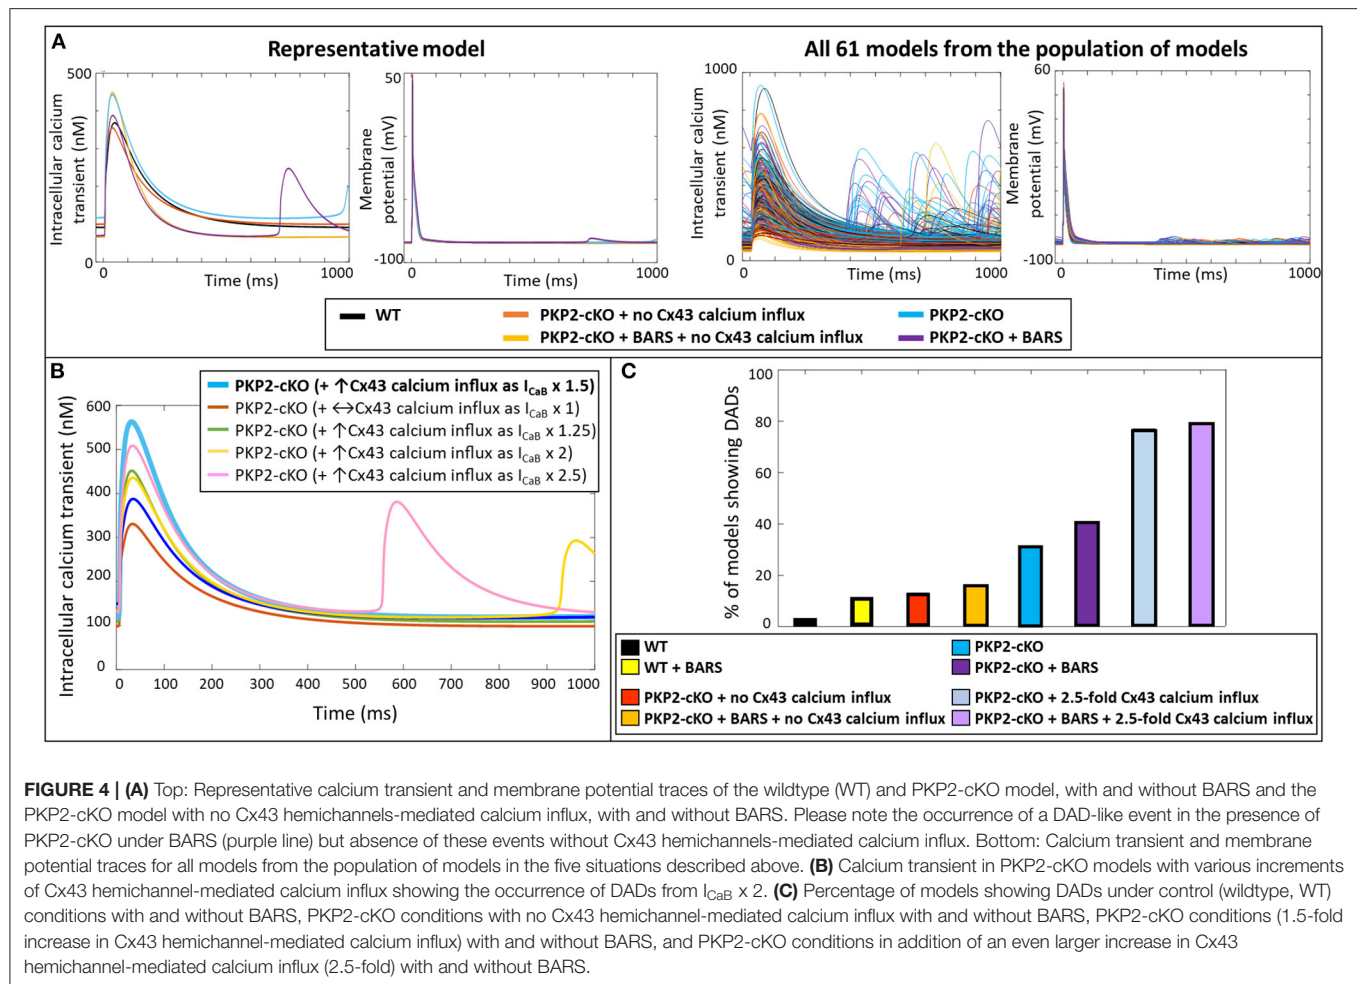 A
Representative model
All 61 models from the population of models
500
0
Intracellular calcium
transient (nM)
0
1000
Time (ms)
50
-100
Membrane
potential (mV)
0
1000
Time (ms)
1000
0
Intracellular calcium
transient (nM)
0
1000
Time (ms)
60
-100
Membrane
potential (mV)
0
1000
Time (ms)
WT
PKP2-cKO + no Cx43 calcium influx
PKP2-cKO
PKP2-cKO + BARS + no Cx43 calcium influx
PKP2-cKO + BARS
B
PKP2-cKO (+ ↑Cx43 calcium influx as ICaB x 1.5)
PKP2-cKO (+ ↔Cx43 calcium influx as ICaB x 1)
PKP2-cKO (+ ↑Cx43 calcium influx as ICaB x 1.25)
PKP2-cKO (+ ↑Cx43 calcium influx as ICaB x 2)
PKP2-cKO (+ ↑Cx43 calcium influx as ICaB x 2.5)
Intracellular calcium transient (nM)
600
500
400
300
200
100
0
0 100 200 300 400 500 600 700 800 900 1000
Time (ms)
C
% of models showing DADs
100
80
60
40
20
0
WT
PKP2-cKO
WT + BARS
PKP2-cKO + BARS
PKP2-cKO + no Cx43 calcium influx
PKP2-cKO + 2.5-fold Cx43 calcium influx
PKP2-cKO + BARS + no Cx43 calcium influx
PKP2-cKO + BARS + 2.5-fold Cx43 calcium influx
FIGURE 4 | (A) Top: Representative calcium transient and membrane potential traces of the wildtype (WT) and PKP2-cKO model, with and without BARS and the
PKP2-cKO model with no Cx43 hemichannels-mediated calcium influx, with and without BARS. Please note the occurrence of a DAD-like event in the presence of
PKP2-cKO under BARS (purple line) but absence of these events without Cx43 hemichannels-mediated calcium influx. Bottom: Calcium transient and membrane
potential traces for all models from the population of models in the five situations described above. (B) Calcium transient in PKP2-cKO models with various increments
of Cx43 hemichannel-mediated calcium influx showing the occurrence of DADs from ICaB x 2. (C) Percentage of models showing DADs under control (wildtype, WT)
conditions with and without BARS, PKP2-cKO conditions with no Cx43 hemichannel-mediated calcium influx with and without BARS, PKP2-cKO conditions (1.5-fold
increase in Cx43 hemichannel-mediated calcium influx) with and without BARS, and PKP2-cKO conditions in addition of an even larger increase in Cx43
hemichannel-mediated calcium influx (2.5-fold) with and without BARS.